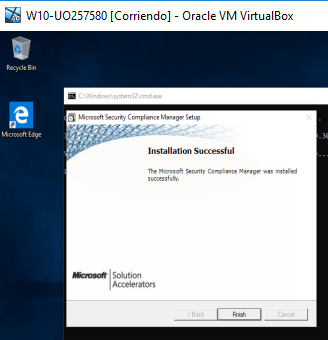 W10-UO257580 [Corriendo] - Oracle VM VirtualBox
Recycle Bin
Microsoft Edge
C:\Windows\system32\cmd.exe
Microsoft Security Compliance Manager Setup
Installation Successful
The Microsoft Security Compliance Manager was installed
successfully.
Microsoft Solution
Accelerators
< Back Finish Cancel